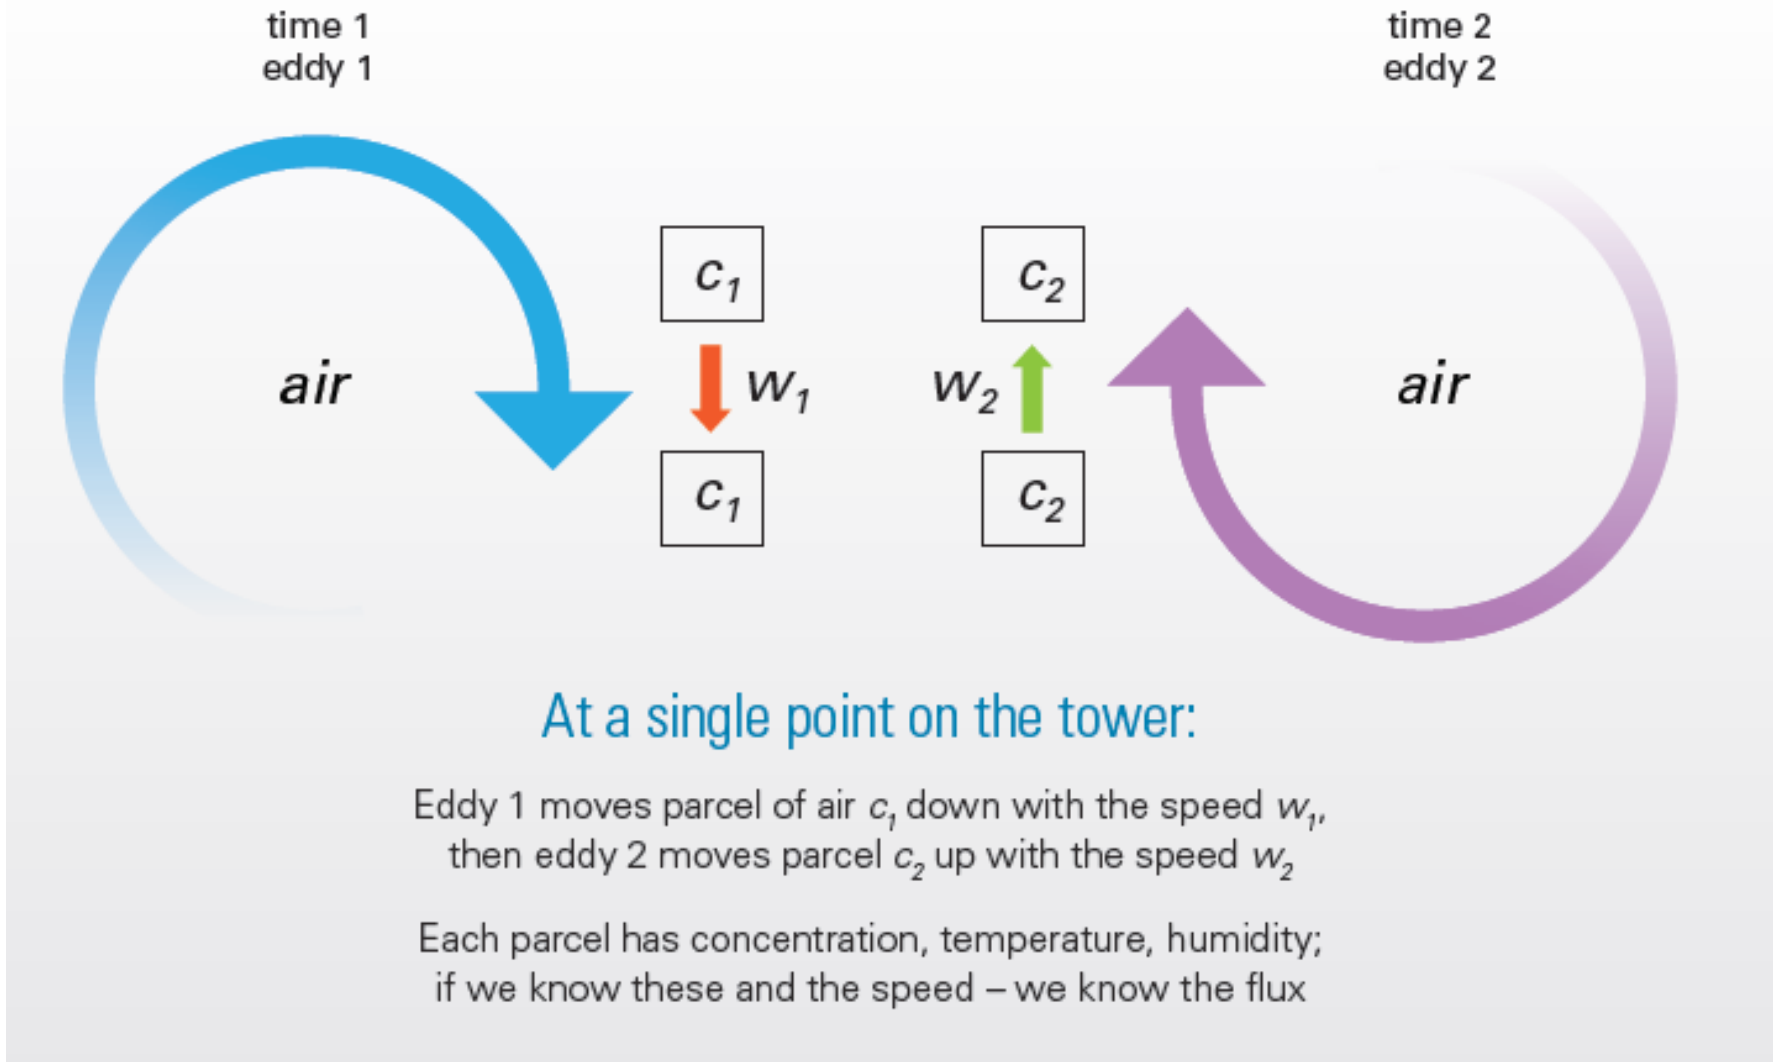 time 1
eddy 1
time 2
eddy 2
c1
c2
air
w1
w2
air
c1
c2
At a single point on the tower:
Eddy 1 moves parcel of air c1 down with the speed w1,
then eddy 2 moves parcel c2 up with the speed w2
Each parcel has concentration, temperature, humidity;
if we know these and the speed – we know the flux